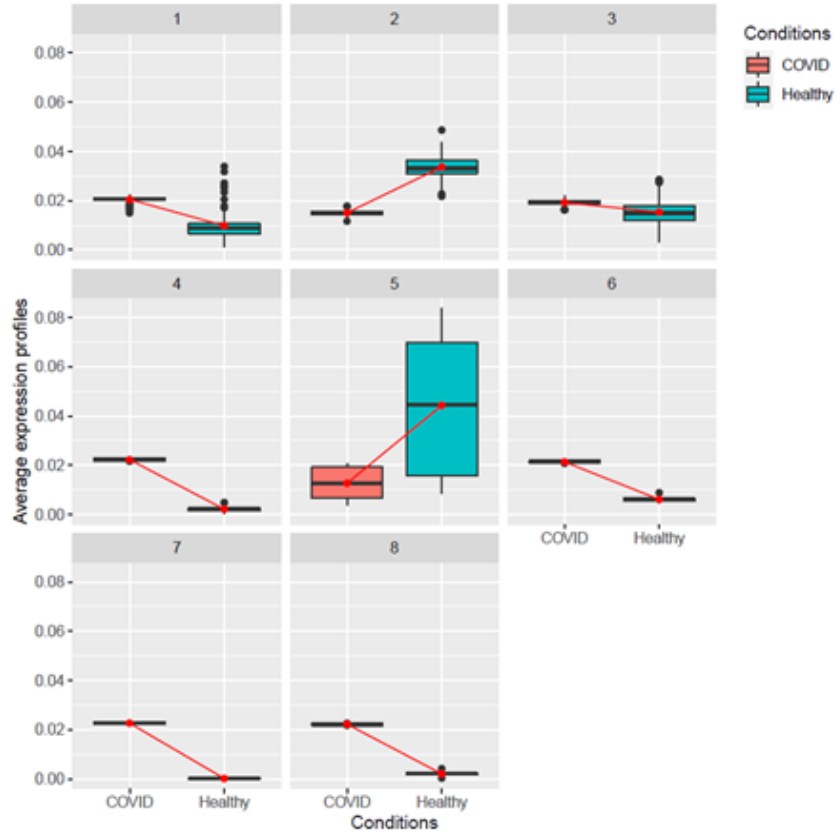 1 2 3
Conditions
COVID
Healthy
0.08
0.06
0.04
0.02
0.00
4 5 6
Average expression profiles
0.08
0.06
0.04
0.02
0.00
COVID Healthy
7 8
0.08
0.06
0.04
0.02
0.00
COVID Healthy COVID Healthy
Conditions